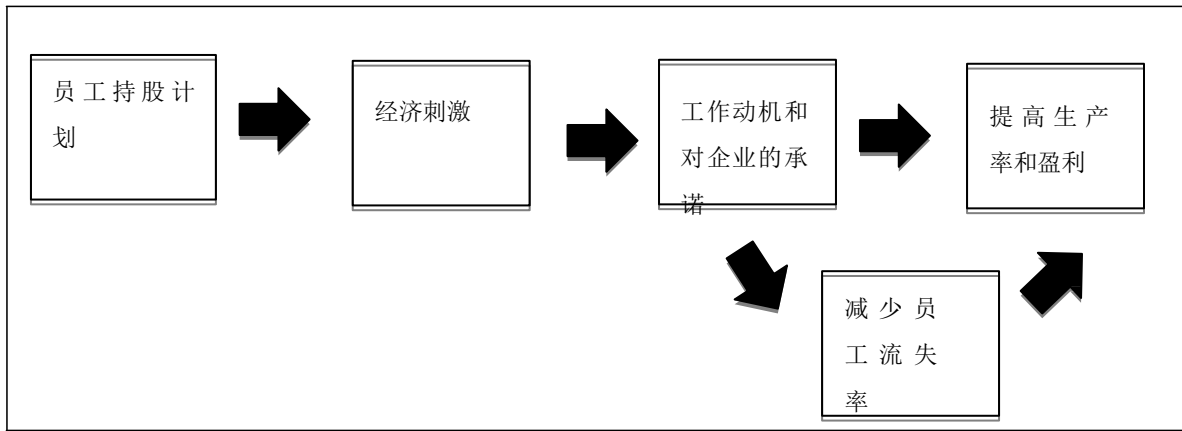 员工持股计
划
经济刺激
工作动机和
对企业的承
诺
提高生产
率和盈利
减少员
工流失
率